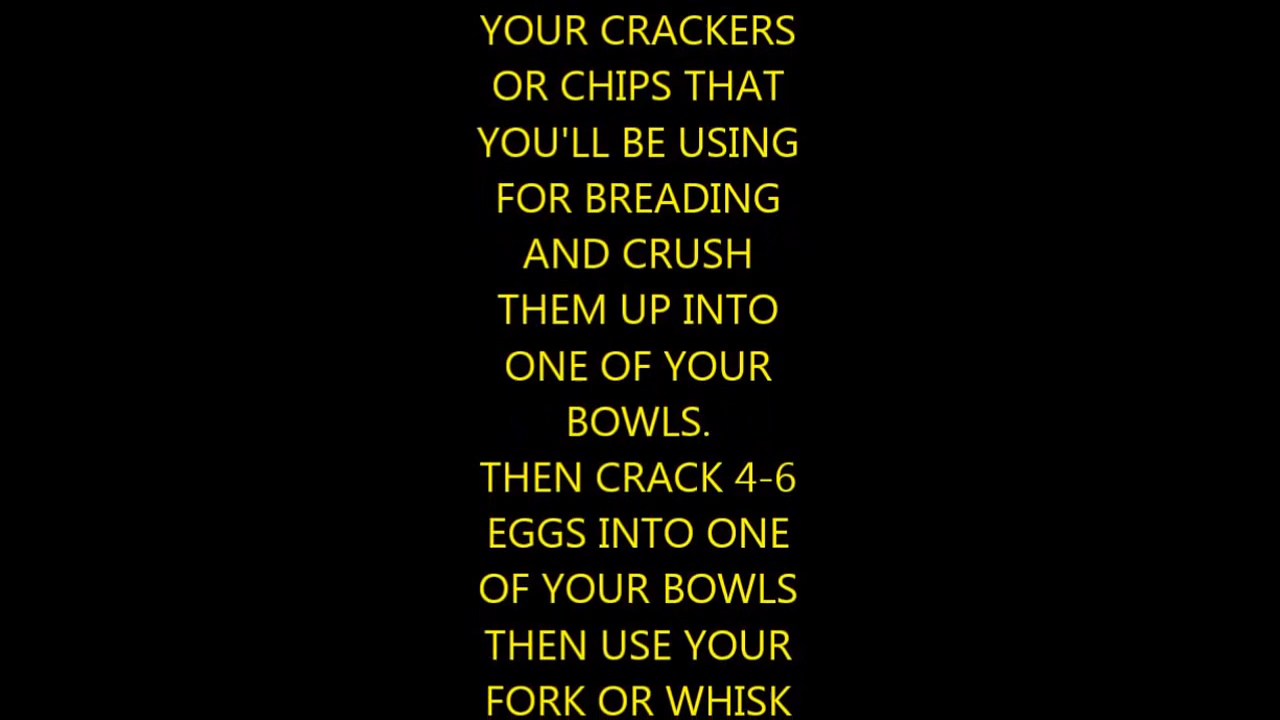 YOUR CRACKERS
OR CHIPS THAT
YOU'LL BE USING
FOR BREADING
AND CRUSH
THEM UP INTO
ONE OF YOUR
BOWLS.
THEN CRACK 4-6
EGGS INTO ONE
OF YOUR BOWLS
THEN USE YOUR
FORK OR WHISK